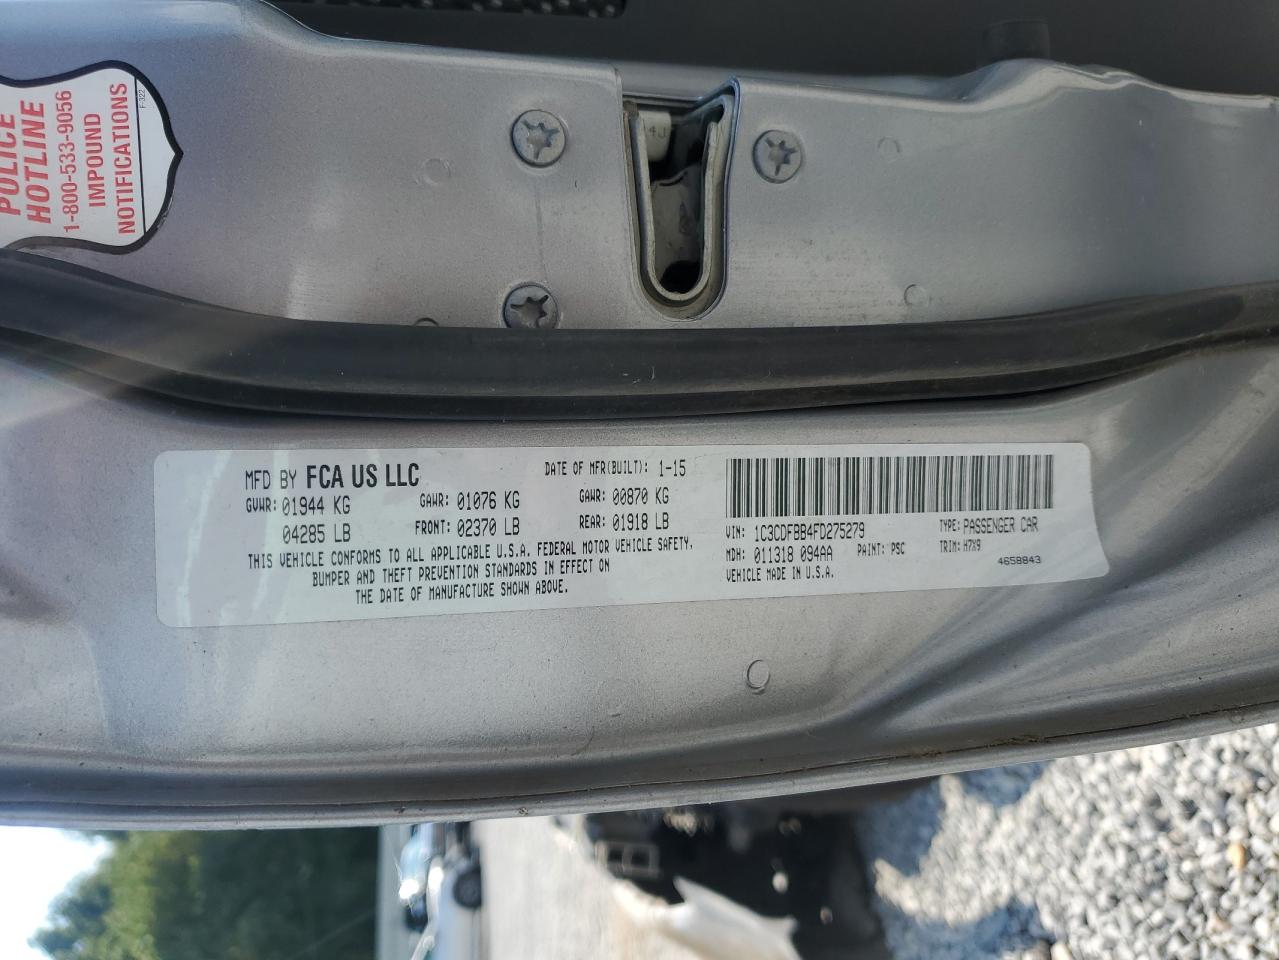 POLICE
HOTLINE
1-800-533-9056
IMPOUND
NOTIFICATIONS
F-322
4J
MFD BY FCA US LLC
DATE OF MFR(BUILT): 1-15
GVWR: 01944 KG
GAWR: 01076 KG
GAWR: 00870 KG
04285 LB
FRONT: 02370 LB
REAR: 01918 LB
THIS VEHICLE CONFORMS TO ALL APPLICABLE U.S.A. FEDERAL MOTOR VEHICLE SAFETY,
BUMPER AND THEFT PREVENTION STANDARDS IN EFFECT ON
THE DATE OF MANUFACTURE SHOWN ABOVE.
VIN: 1C3CDFBB4FD275279
TYPE: PASSENGER CAR
MDH: 011318 094AA
PAINT: PSC
TRIM: H7X9
VEHICLE MADE IN U.S.A.
4658843